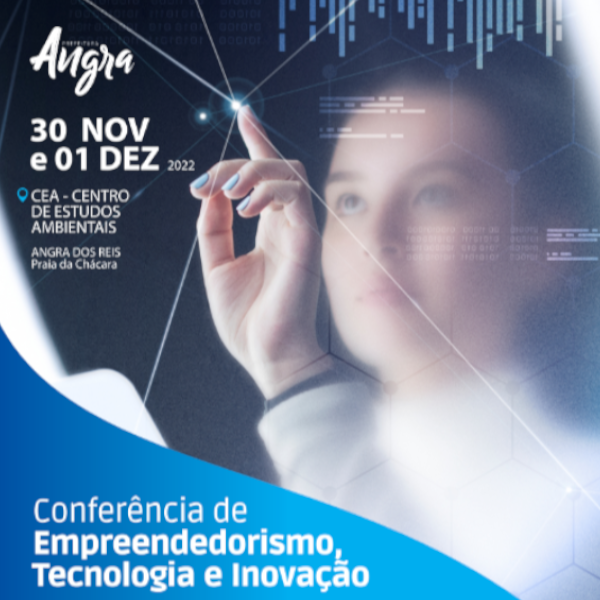 PREFEITURA
Angra
30 NOV
e 01 DEZ 2022
CEA - CENTRO
DE ESTUDOS
AMBIENTAIS
ANGRA DOS REIS
Praia da Chácara
Conferência de
Empreendedorismo,
Tecnologia e Inovação